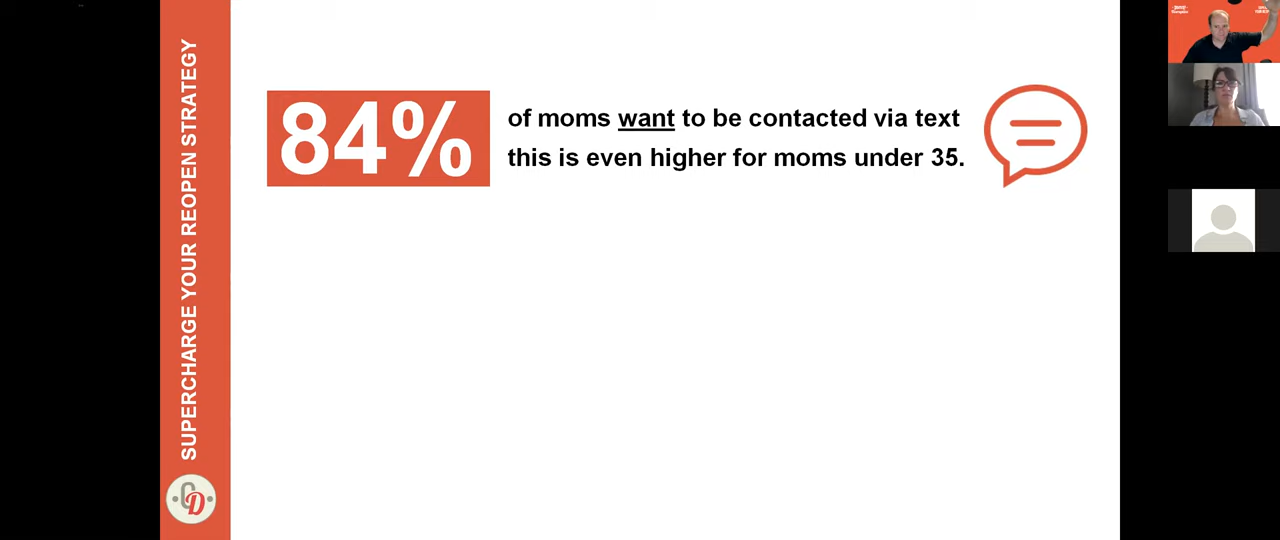 SUPERCHARGE YOUR REOPEN STRATEGY
84%
of moms want to be contacted via text
this is even higher for moms under 35.
CD